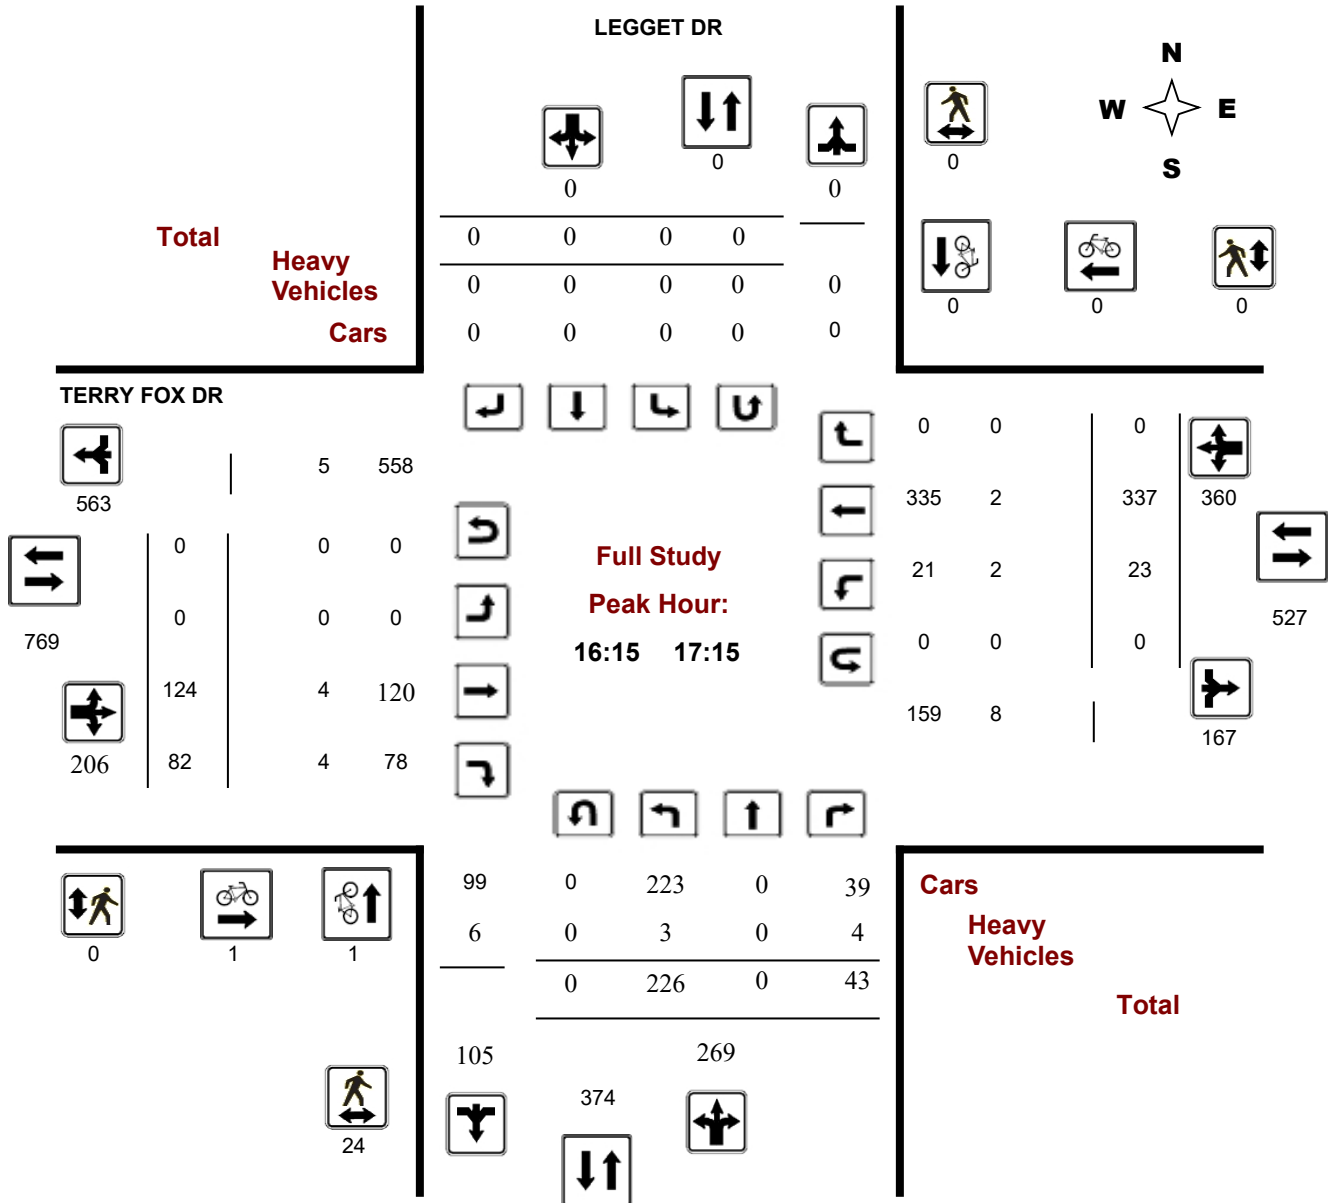 LEGGET DR
N
W E
S
0
0
0 0
0 0 0 0
0 0 0 0 0
0 0 0 0 0
Total
Heavy
Vehicles
Cars
0 0 0
TERRY FOX DR
563
5 558
0 0 0
0 0 0
769
124 4 120
206 82 4 78
Full Study
Peak Hour:
16:15 17:15
0 0 0
335 2 337 360
21 2 23
527
0 0 0
159 8
167
0 1 1
99 0 223 0 39
6 0 3 0 4
0 226 0 43
105 269
374
24
Cars
Heavy
Vehicles
Total